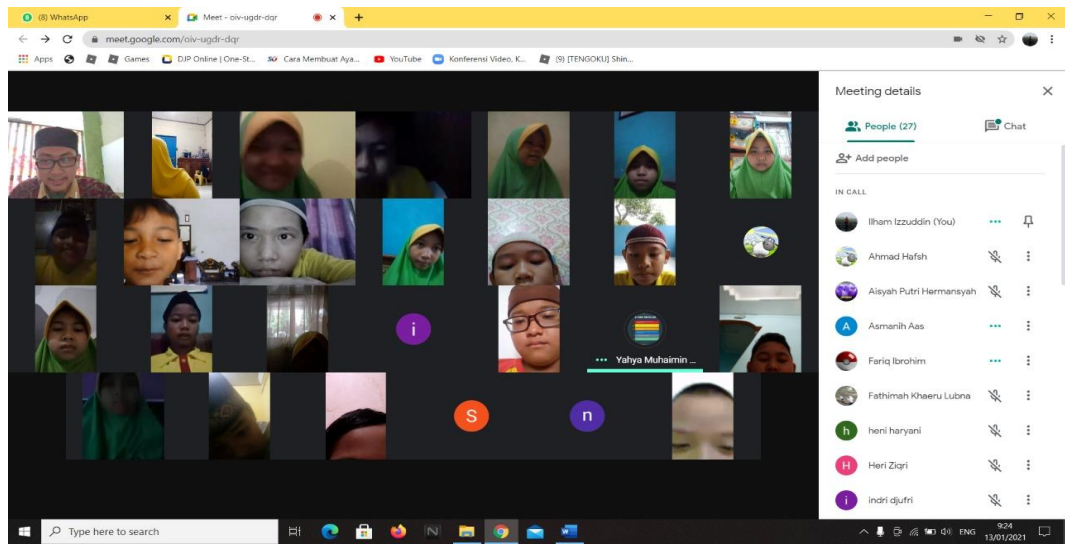 (8) WhatsApp
Meet - oiv-ugdr-dqr
meet.google.com/oiv-ugdr-dqr
Apps
Games
DJP Online | One-St...
Cara Membuat Aya...
YouTube
Konferensi Video, K...
(9) [TENGOKU] Shin...
Meeting details
People (27)
Chat
Add people
IN CALL
Ilham Izzuddin (You)
Ahmad Hafsh
Aisyah Putri Hermansyah
A
Asmanih Aas
Fariq Ibrohim
Fathimah Khaeru Lubna
h
heni haryani
H
Heri Ziqri
i
indri djufri
i
Yahya Muhaimin ...
S
n
Type here to search
ENG
9:24
13/01/2021